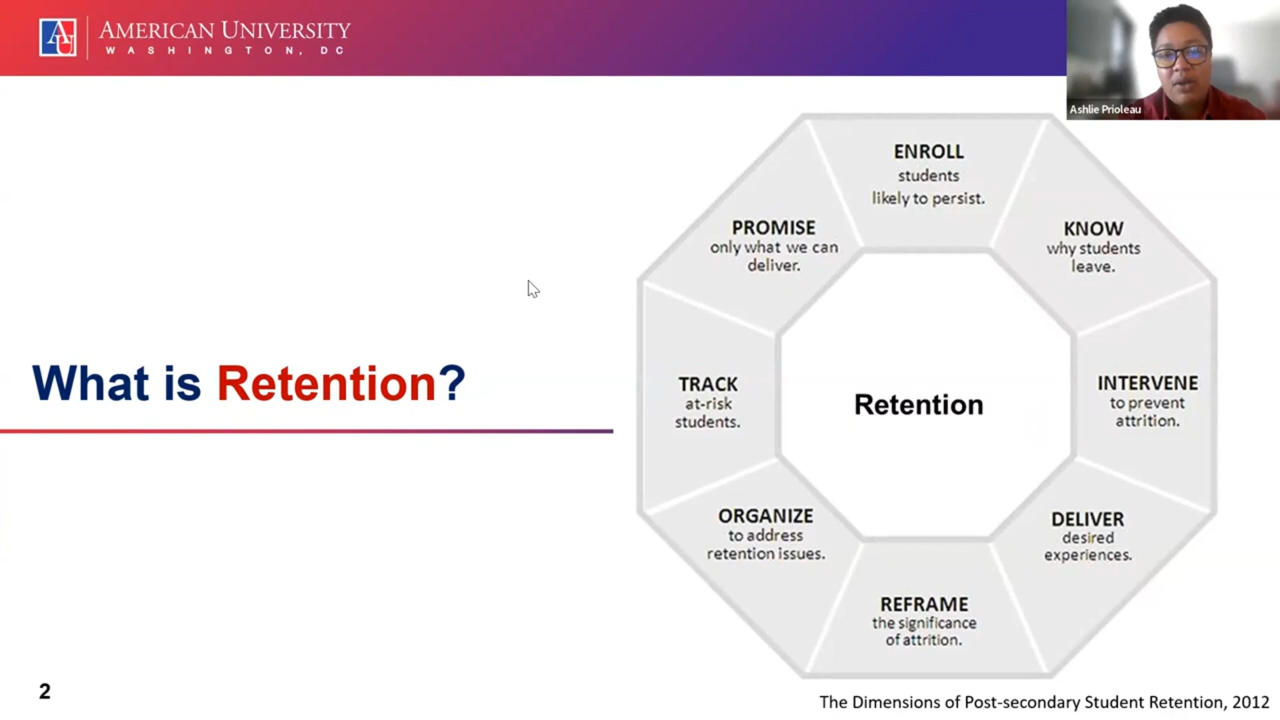 AU
AMERICAN UNIVERSITY
WASHINGTON, DC
Ashlie Prioleau
What is Retention?
ENROLL
students
likely to persist.
KNOW
why students
leave.
INTERVENE
to prevent
attrition.
DELIVER
desired
experiences.
REFRAME
the significance
of attrition.
ORGANIZE
to address
retention issues.
TRACK
at-risk
students.
PROMISE
only what we can
deliver.
Retention
2
The Dimensions of Post-secondary Student Retention, 2012